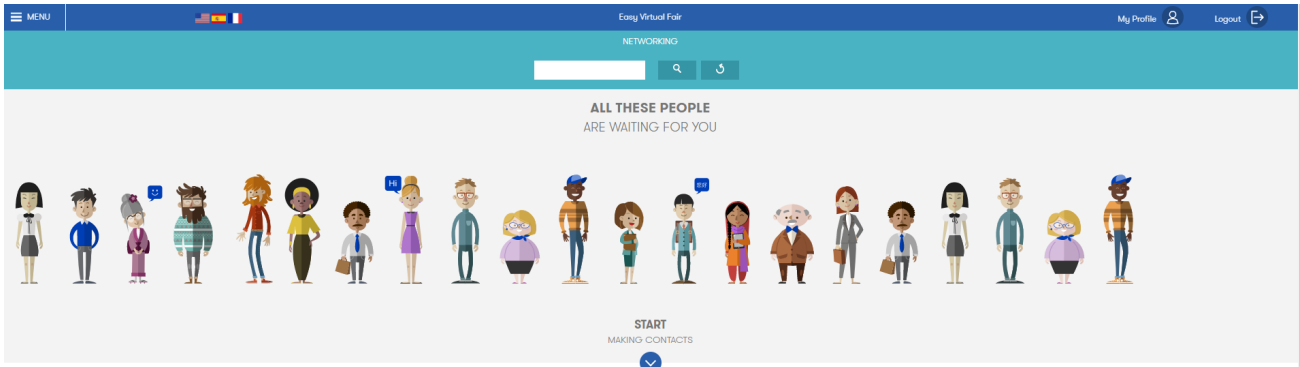 MENU
Easy Virtual Fair
My Profile
Logout
NETWORKING
ALL THESE PEOPLE
ARE WAITING FOR YOU
Hi
START
MAKING CONTACTS